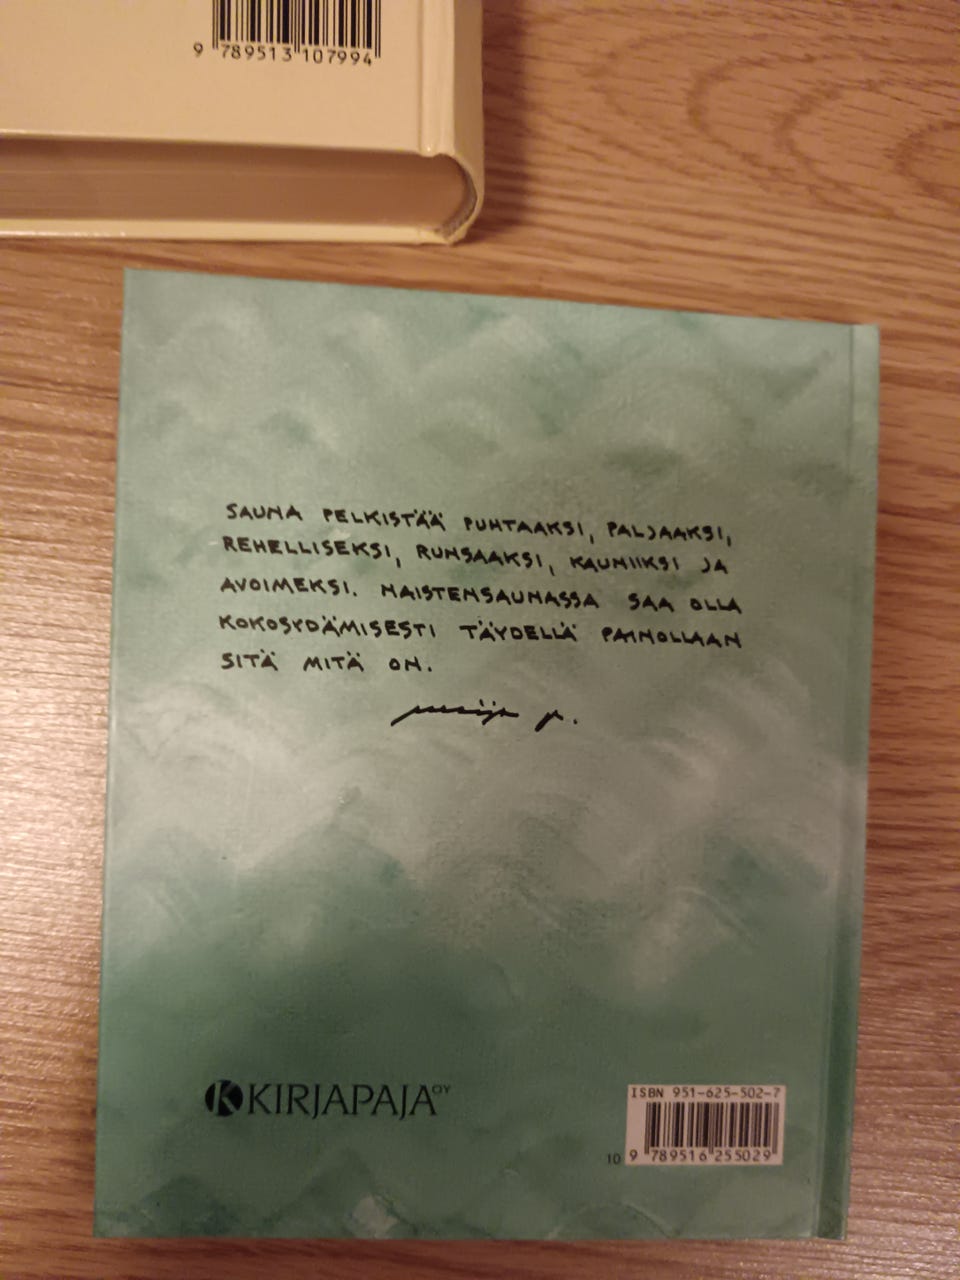 9 789513 107994
SAUNA PELKISTÄÄ PUHTAAKSI, PALJAAKSI,
REHELLISEKSI, RUNSAAKSI, KAUNIIKSI JA
AVOIMEKSI. NAISTENSAUNASSA SAA OLLA
KOKOSYDÄMISESTI TÄYDELLÄ PAINOLLAAN
SITÄ MITÄ ON.
K KIRJAPAJA OY
ISBN 951-625-502-7
10 9 789516 255029